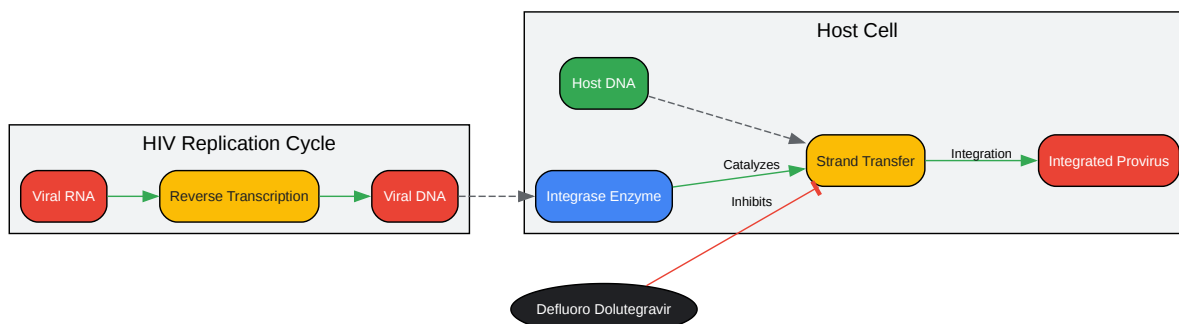 Host Cell
Host DNA
HIV Replication Cycle
Viral RNA
Reverse Transcription
Viral DNA
Integrase Enzyme
Catalyzes
Strand Transfer
Integration
Integrated Provirus
Inhibits
Defluoro Dolutegravir